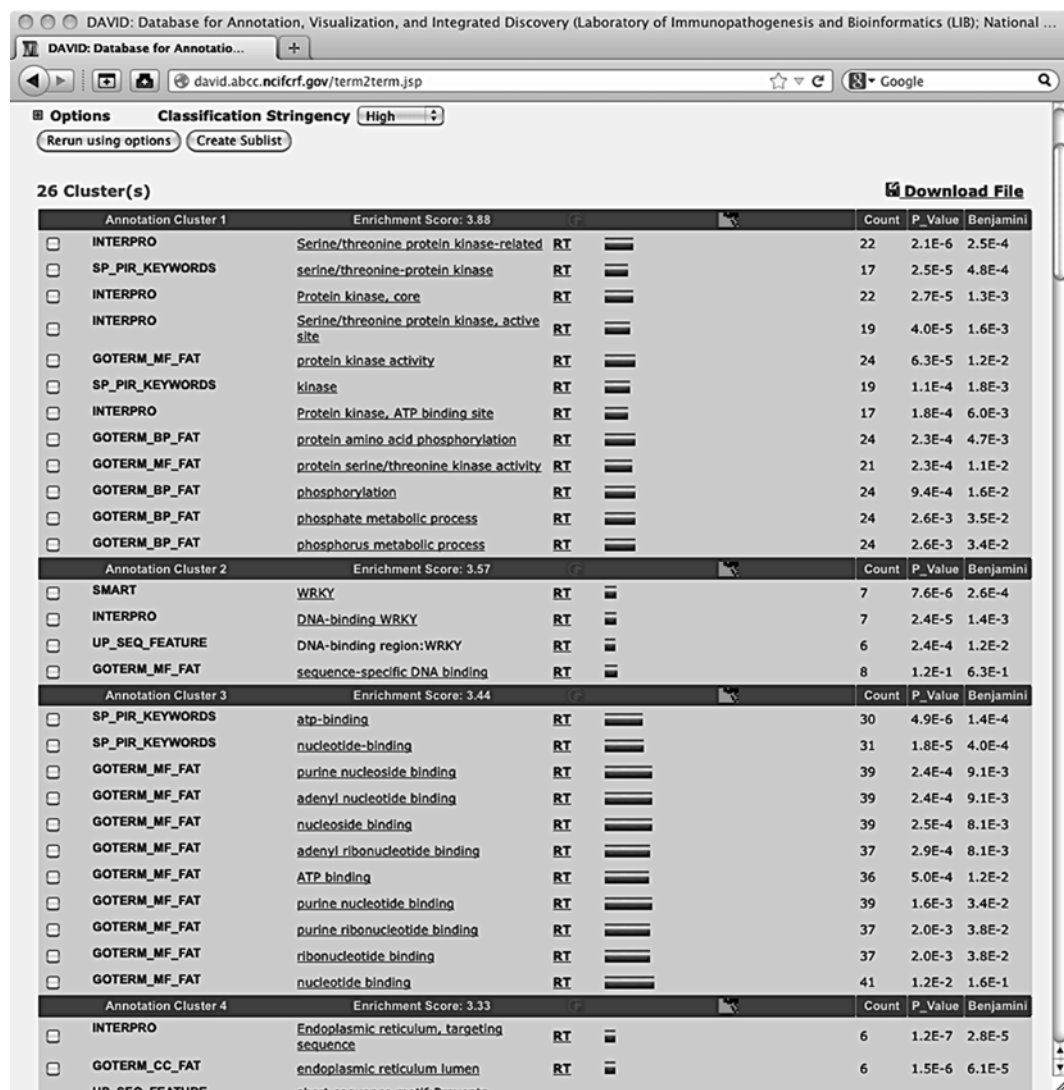 DAVID: Database for Annotation, Visualization, and Integrated Discovery (Laboratory of Immunopathogenesis and Bioinformatics (LIB); National ...
DAVID: Database for Annotatio... +
david.abcc.ncifcrf.gov/term2term.jsp Google
Options Classification Stringency High
Rerun using options Create Sublist
26 Cluster(s) Download File
Annotation Cluster 1 Enrichment Score: 3.88 G Count P_Value Benjamini
INTERPRO Serine/threonine protein kinase-related RT 22 2.1E-6 2.5E-4
SP_PIR_KEYWORDS serine/threonine-protein kinase RT 17 2.5E-5 4.8E-4
INTERPRO Protein kinase, core RT 22 2.7E-5 1.3E-3
INTERPRO Serine/threonine protein kinase, active
site RT 19 4.0E-5 1.6E-3
GOTERM_MF_FAT protein kinase activity RT 24 6.3E-5 1.2E-2
SP_PIR_KEYWORDS kinase RT 19 1.1E-4 1.8E-3
INTERPRO Protein kinase, ATP binding site RT 17 1.8E-4 6.0E-3
GOTERM_BP_FAT protein amino acid phosphorylation RT 24 2.3E-4 4.7E-3
GOTERM_MF_FAT protein serine/threonine kinase activity RT 21 2.3E-4 1.1E-2
GOTERM_BP_FAT phosphorylation RT 24 9.4E-4 1.6E-2
GOTERM_BP_FAT phosphate metabolic process RT 24 2.6E-3 3.5E-2
GOTERM_BP_FAT phosphorus metabolic process RT 24 2.6E-3 3.4E-2
Annotation Cluster 2 Enrichment Score: 3.57 G Count P_Value Benjamini
SMART WRKY RT 7 7.6E-6 2.6E-4
INTERPRO DNA-binding WRKY RT 7 2.4E-5 1.4E-3
UP_SEQ_FEATURE DNA-binding region:WRKY RT 6 2.4E-4 1.2E-2
GOTERM_MF_FAT sequence-specific DNA binding RT 8 1.2E-1 6.3E-1
Annotation Cluster 3 Enrichment Score: 3.44 G Count P_Value Benjamini
SP_PIR_KEYWORDS atp-binding RT 30 4.9E-6 1.4E-4
SP_PIR_KEYWORDS nucleotide-binding RT 31 1.8E-5 4.0E-4
GOTERM_MF_FAT purine nucleoside binding RT 39 2.4E-4 9.1E-3
GOTERM_MF_FAT adenyl nucleotide binding RT 39 2.4E-4 9.1E-3
GOTERM_MF_FAT nucleoside binding RT 39 2.5E-4 8.1E-3
GOTERM_MF_FAT adenyl ribonucleotide binding RT 37 2.9E-4 8.1E-3
GOTERM_MF_FAT ATP binding RT 36 5.0E-4 1.2E-2
GOTERM_MF_FAT purine nucleotide binding RT 39 1.6E-3 3.4E-2
GOTERM_MF_FAT purine ribonucleotide binding RT 37 2.0E-3 3.8E-2
GOTERM_MF_FAT ribonucleotide binding RT 37 2.0E-3 3.8E-2
GOTERM_MF_FAT nucleotide binding RT 41 1.2E-2 1.6E-1
Annotation Cluster 4 Enrichment Score: 3.33 G Count P_Value Benjamini
INTERPRO Endoplasmic reticulum, targeting
sequence RT 6 1.2E-7 2.8E-5
GOTERM_CC_FAT endoplasmic reticulum lumen RT 6 1.5E-6 6.1E-5